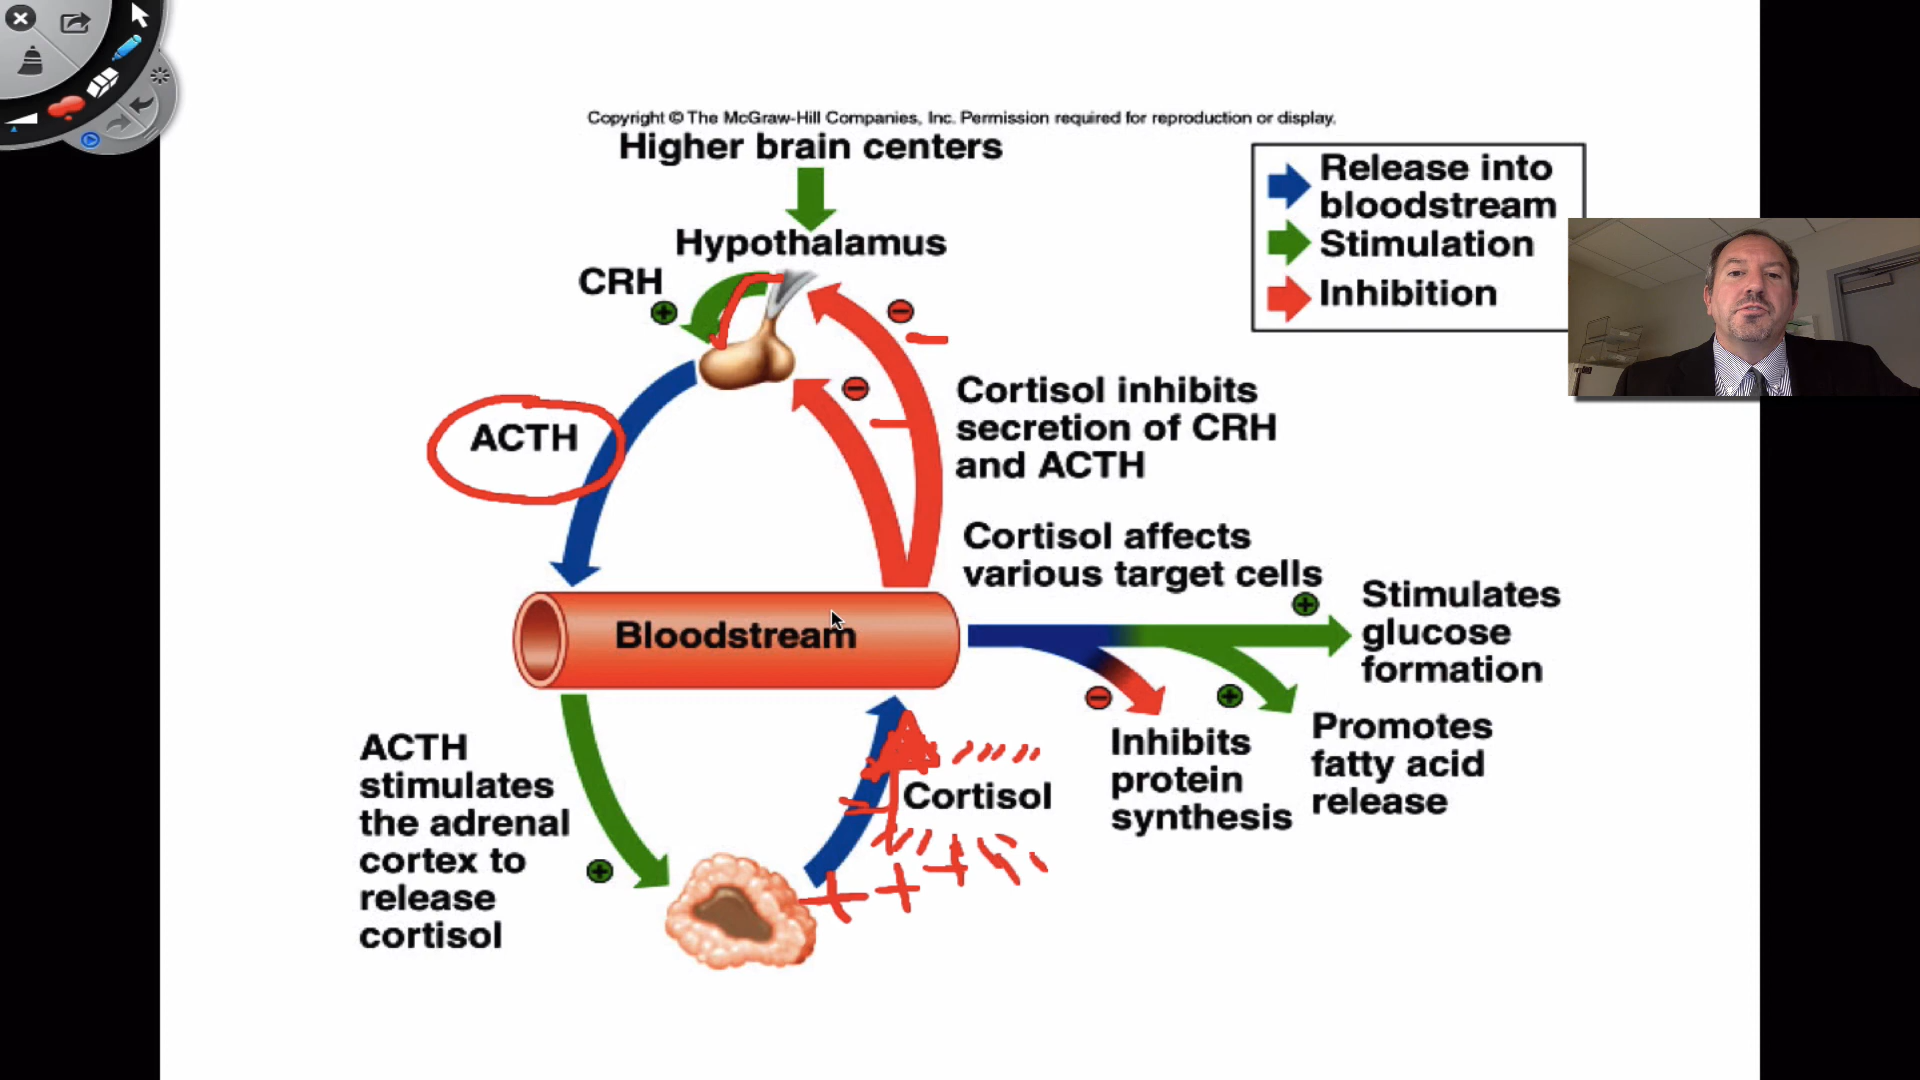 Copyright © The McGraw-Hill Companies, Inc. Permission required for reproduction or display.
Higher brain centers
Release into
bloodstream
Stimulation
Inhibition
Hypothalamus
CRH
+
−
−
ACTH
Cortisol inhibits
secretion of CRH
and ACTH
Cortisol affects
various target cells
+
Stimulates
glucose
formation
Bloodstream
−
+
Inhibits
protein
synthesis
Promotes
fatty acid
release
ACTH
stimulates
the adrenal
cortex to
release
cortisol
+
Cortisol
+ + +